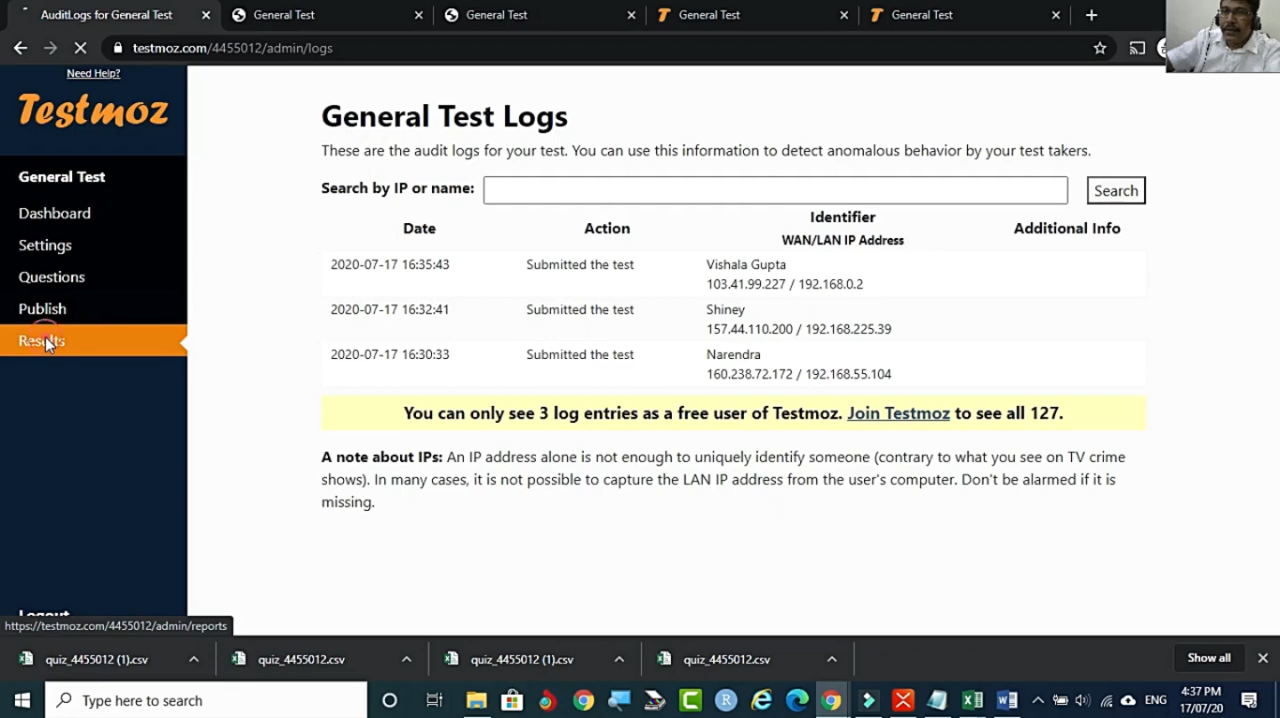 AuditLogs for General Test
General Test
General Test
General Test
General Test
testmoz.com/4455012/admin/logs
Need Help?
Testmoz
General Test
Dashboard
Settings
Questions
Publish
Results
General Test Logs
These are the audit logs for your test. You can use this information to detect anomalous behavior by your test takers.
Search by IP or name:
Search
Date Action Identifier Additional Info
WAN/LAN IP Address
2020-07-17 16:35:43 Submitted the test Vishala Gupta
103.41.99.227 / 192.168.0.2
2020-07-17 16:32:41 Submitted the test Shiney
157.44.110.200 / 192.168.225.39
2020-07-17 16:30:33 Submitted the test Narendra
160.238.72.172 / 192.168.55.104
You can only see 3 log entries as a free user of Testmoz. Join Testmoz to see all 127.
A note about IPs: An IP address alone is not enough to uniquely identify someone (contrary to what you see on TV crime
shows). In many cases, it is not possible to capture the LAN IP address from the user's computer. Don't be alarmed if it is
missing.
Logout
https://testmoz.com/4455012/admin/reports
quiz_4455012 (1).csv
quiz_4455012.csv
quiz_4455012 (1).csv
quiz_4455012.csv
Show all
Type here to search
ENG
4:37 PM
17/07/20